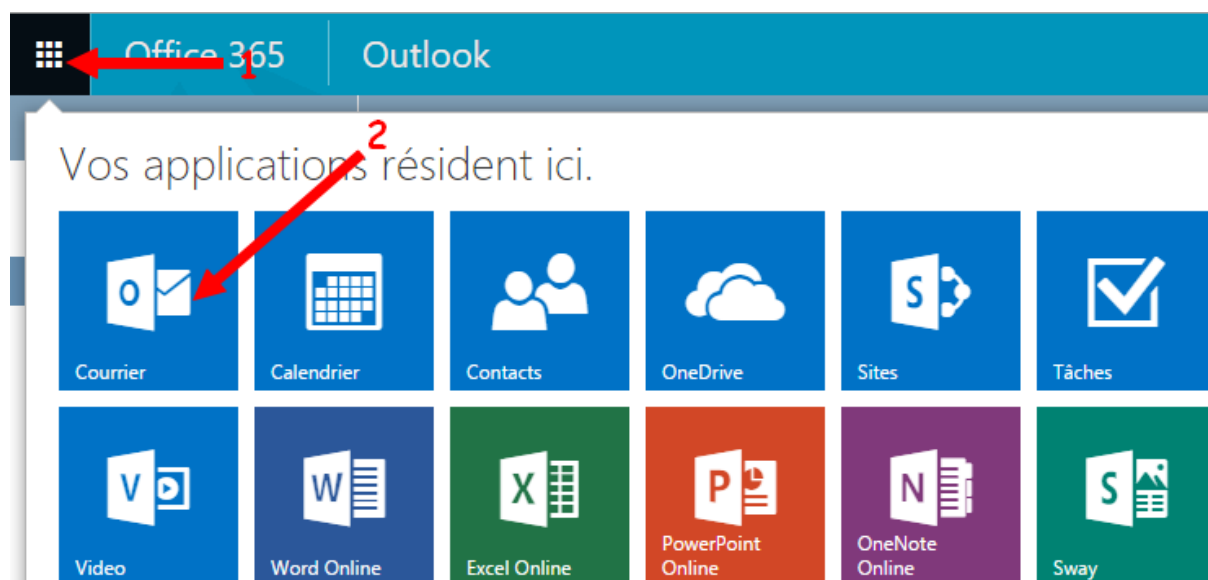 Office 365
Outlook
1
2
Vos applications résident ici.
Courrier
Calendrier
Contacts
OneDrive
Sites
Tâches
Video
Word Online
Excel Online
PowerPoint
Online
OneNote
Online
Sway